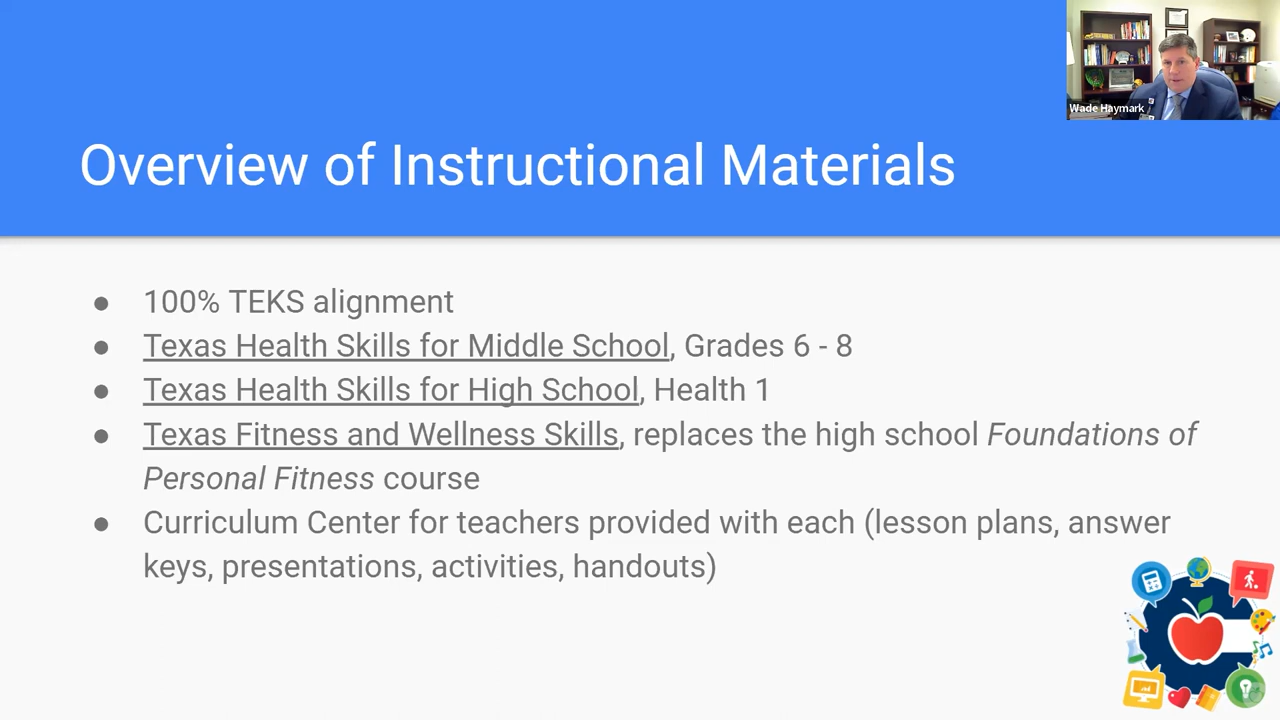 Wade Haymark
Overview of Instructional Materials
● 100% TEKS alignment
● Texas Health Skills for Middle School, Grades 6 - 8
● Texas Health Skills for High School, Health 1
● Texas Fitness and Wellness Skills, replaces the high school Foundations of
Personal Fitness course
● Curriculum Center for teachers provided with each (lesson plans, answer
keys, presentations, activities, handouts)